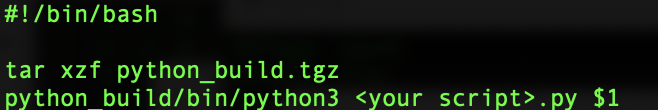 #!/bin/bash
tar xzf python_build.tgz
python_build/bin/python3 <your script>.py $1